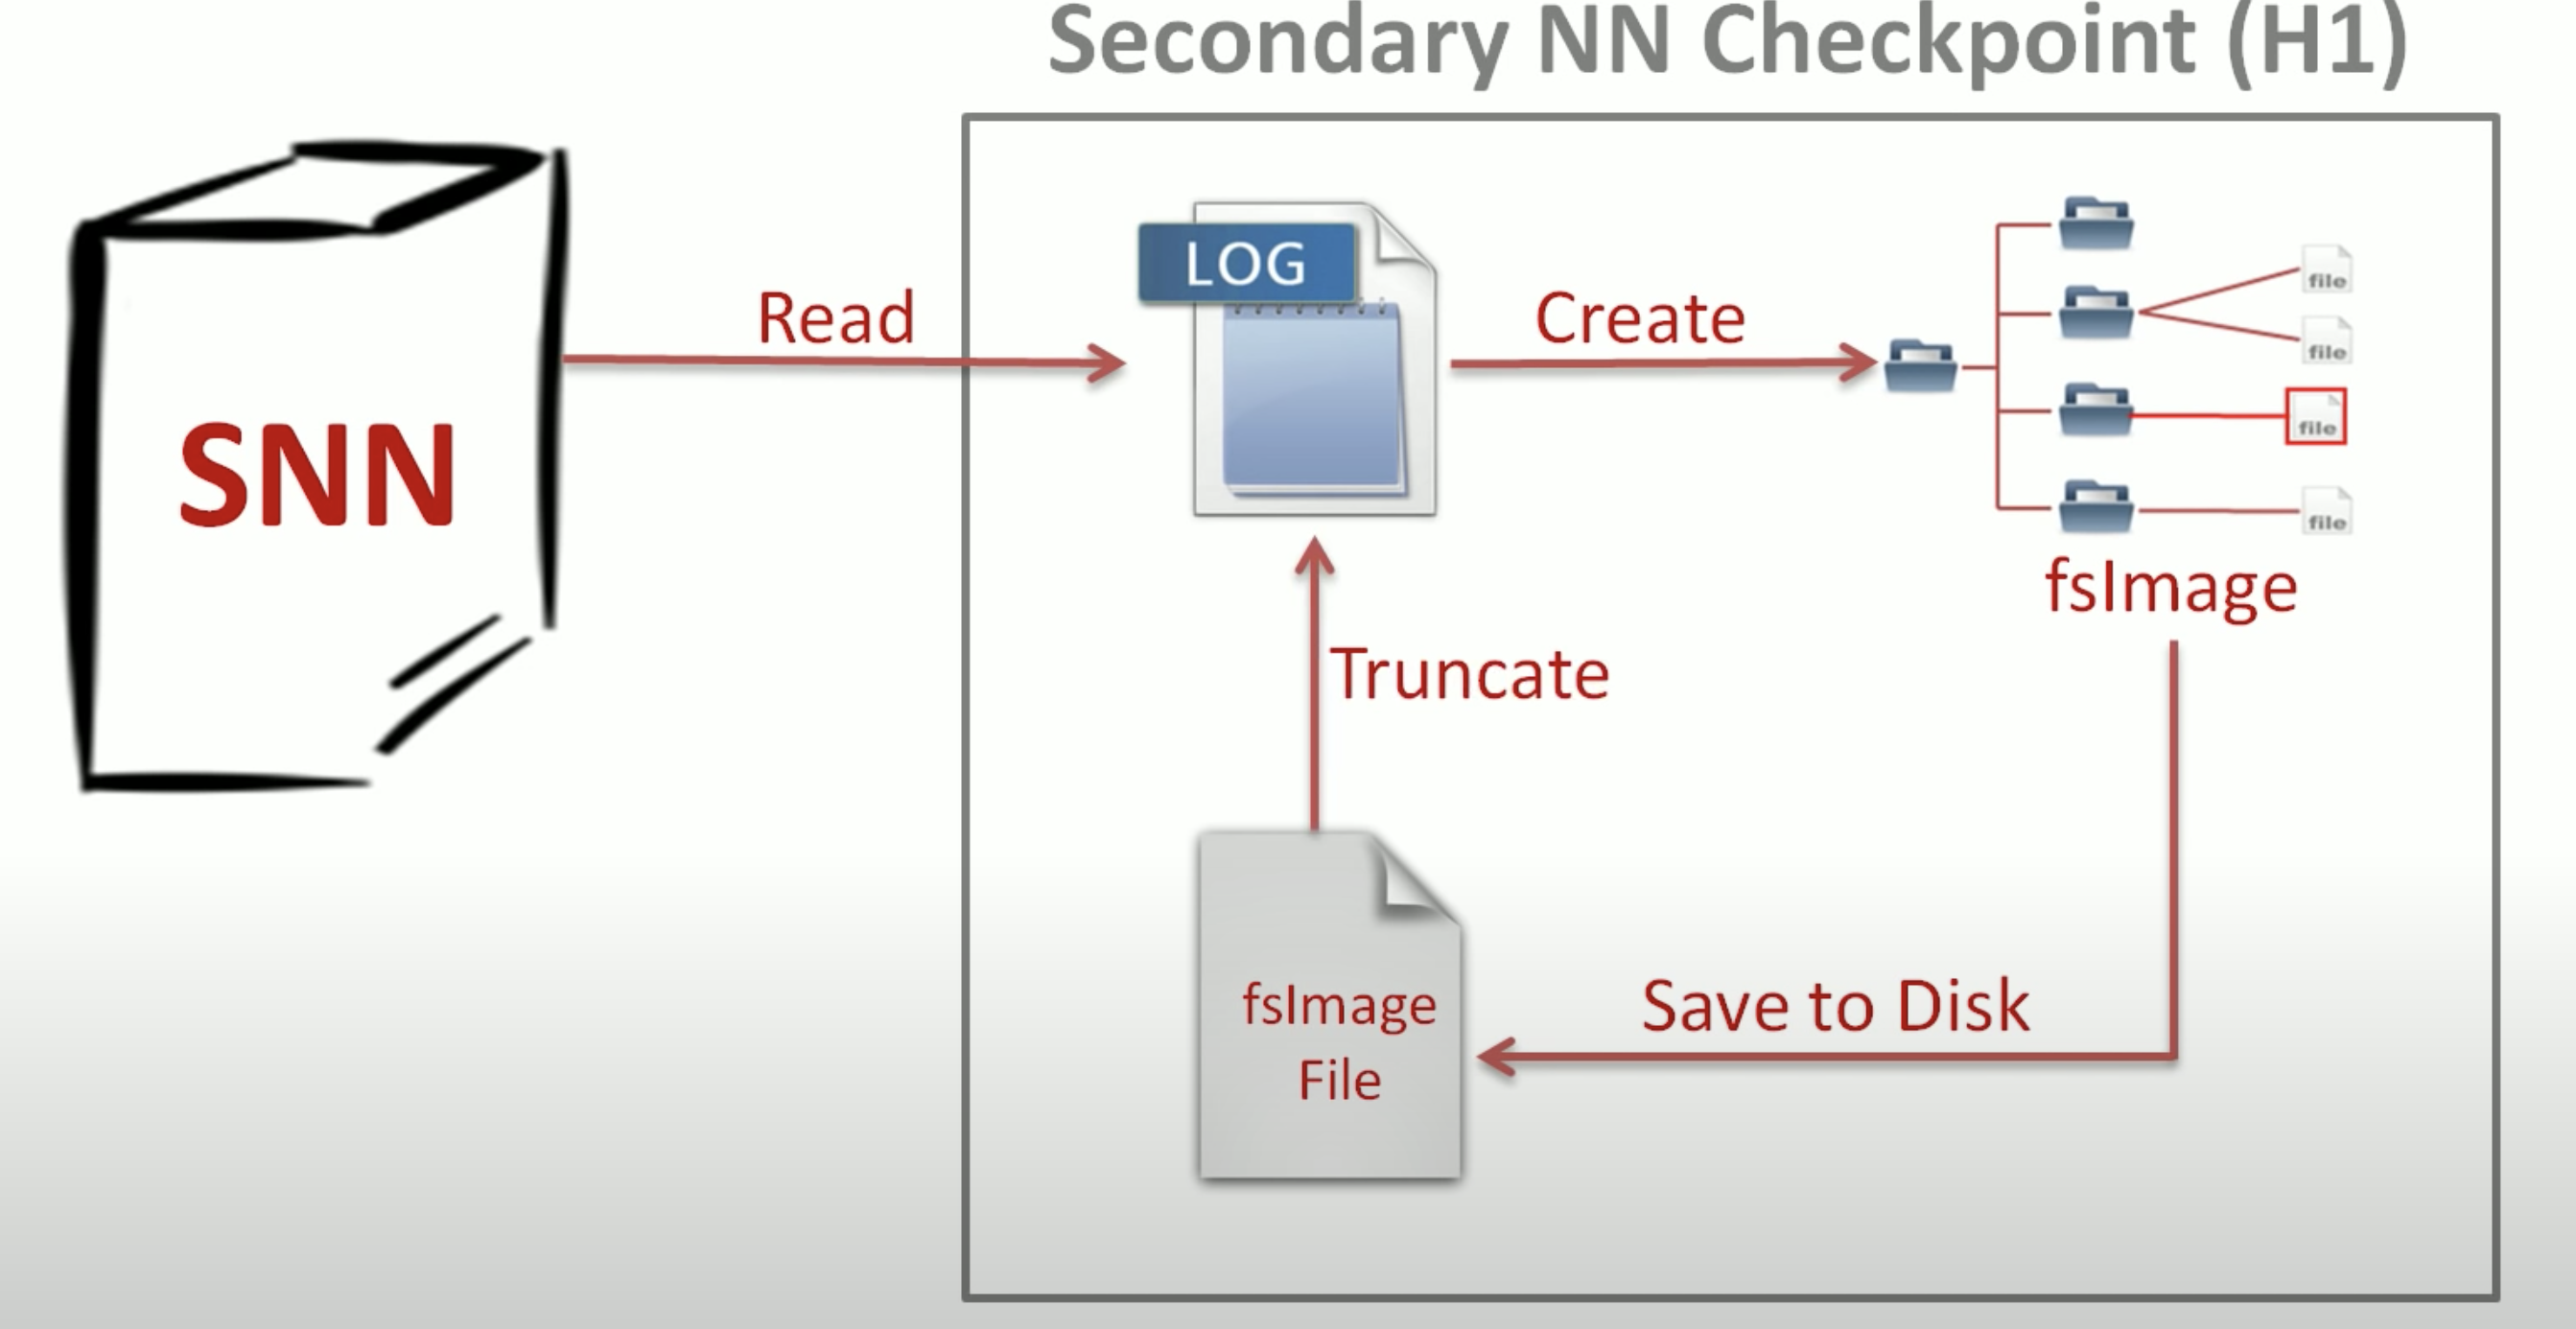 Secondary NN Checkpoint (H1)
SNN
Read
LOG
Create
file
file
file
file
fsImage
Truncate
Save to Disk
fsImage
File